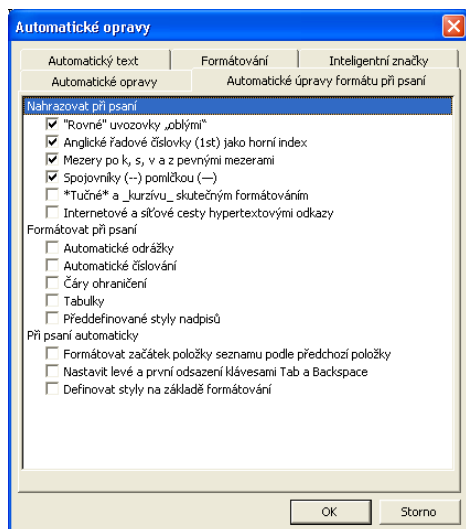 Automatické opravy
Automatický text
Formátování
Inteligentní značky
Automatické opravy
Automatické úpravy formátu při psaní
Nahrazovat při psaní
"Rovné" uvozovky „oblými“
Anglické řadové číslovky (1st) jako horní index
Mezery po k, s, v a z pevnými mezerami
Spojovníky (--) pomlčkou (—)
*Tučné* a _kurzívu_ skutečným formátováním
Internetové a síťové cesty hypertextovými odkazy
Formátovat při psaní
Automatické odrážky
Automatické číslování
Čáry ohraničení
Tabulky
Předdefinované styly nadpisů
Při psaní automaticky
Formátovat začátek položky seznamu podle předchozí položky
Nastavit levé a první odsazení klávesami Tab a Backspace
Definovat styly na základě formátování
OK
Storno